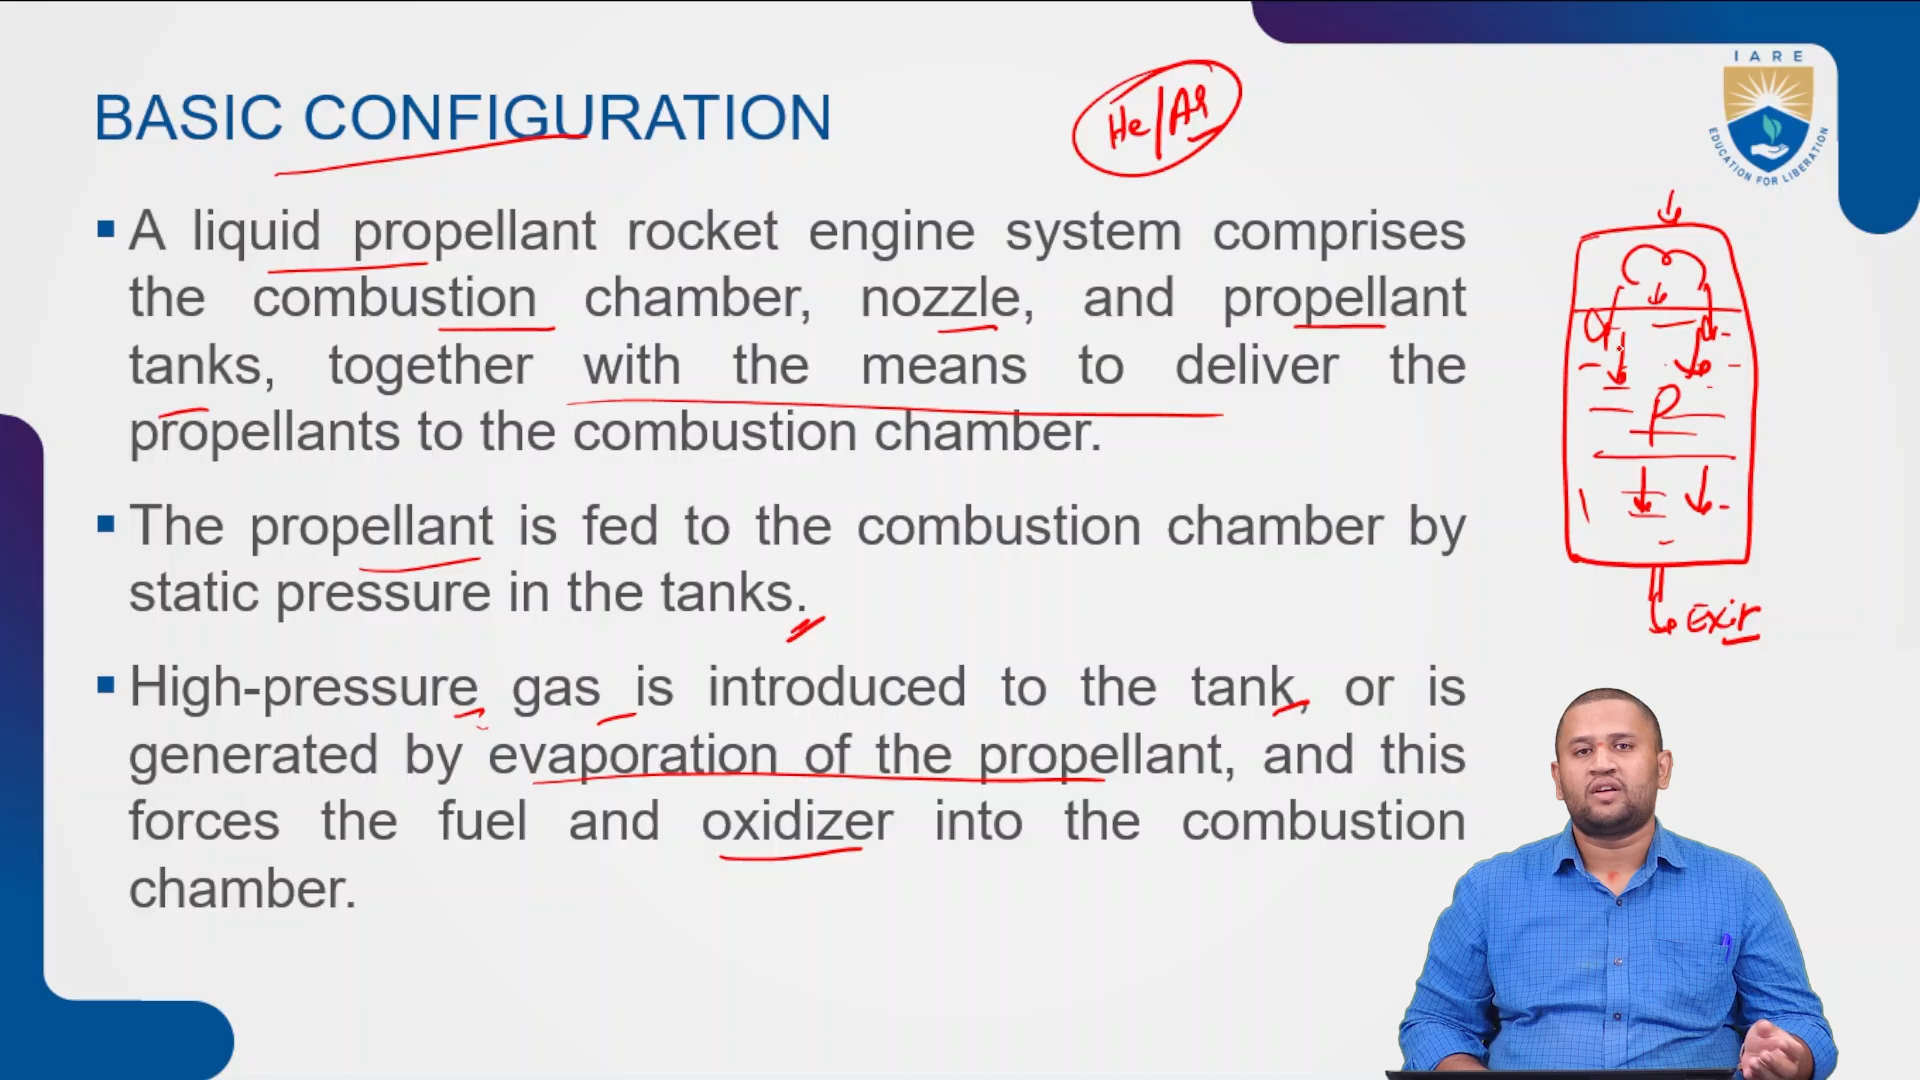 IARE
EDUCATION FOR LIBERATION
BASIC CONFIGURATION
He/Ar
A liquid propellant rocket engine system comprises
the combustion chamber, nozzle, and propellant
tanks, together with the means to deliver the
propellants to the combustion chamber.
The propellant is fed to the combustion chamber by
static pressure in the tanks.
P
Exit
High-pressure gas is introduced to the tank, or is
generated by evaporation of the propellant, and this
forces the fuel and oxidizer into the combustion
chamber.